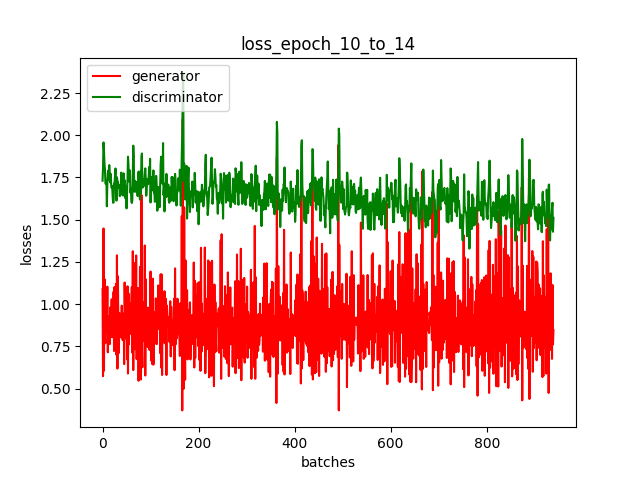 loss_epoch_10_to_14
generator
discriminator
2.25
2.00
1.75
1.50
1.25
1.00
0.75
0.50
losses
0 200 400 600 800
batches